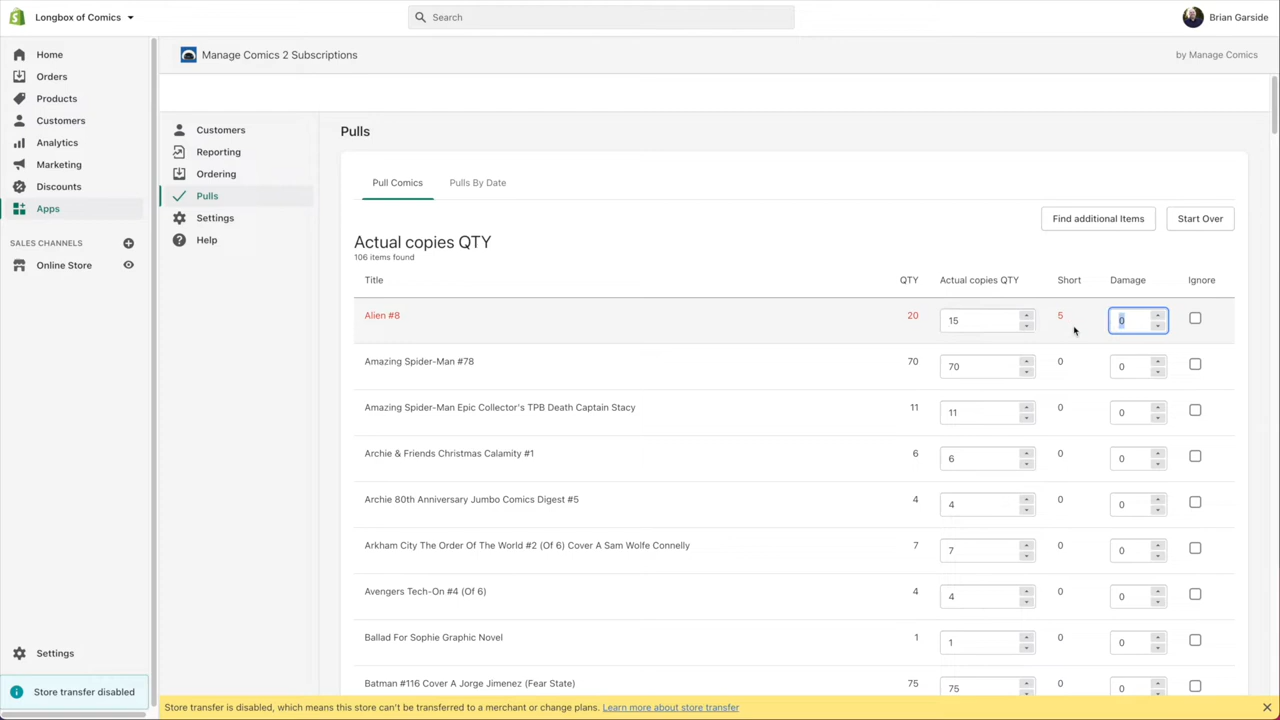 Longbox of Comics
Search
Brian Garside
Home
Orders
Products
Customers
Analytics
Marketing
Discounts
Apps
SALES CHANNELS
Online Store
Settings
Store transfer disabled
Manage Comics 2 Subscriptions
by Manage Comics
Customers
Reporting
Ordering
Pulls
Settings
Help
Pulls
Pull Comics Pulls By Date
Find additional Items Start Over
Actual copies QTY
106 items found
Title QTY Actual copies QTY Short Damage Ignore
Alien #8 20 15 5 0
Amazing Spider-Man #78 70 70 0 0
Amazing Spider-Man Epic Collector's TPB Death Captain Stacy 11 11 0 0
Archie & Friends Christmas Calamity #1 6 6 0 0
Archie 80th Anniversary Jumbo Comics Digest #5 4 4 0 0
Arkham City The Order Of The World #2 (Of 6) Cover A Sam Wolfe Connelly 7 7 0 0
Avengers Tech-On #4 (Of 6) 4 4 0 0
Ballad For Sophie Graphic Novel 1 1 0 0
Batman #116 Cover A Jorge Jimenez (Fear State) 75 75 0 0
Store transfer is disabled, which means this store can't be transferred to a merchant or change plans. Learn more about store transfer